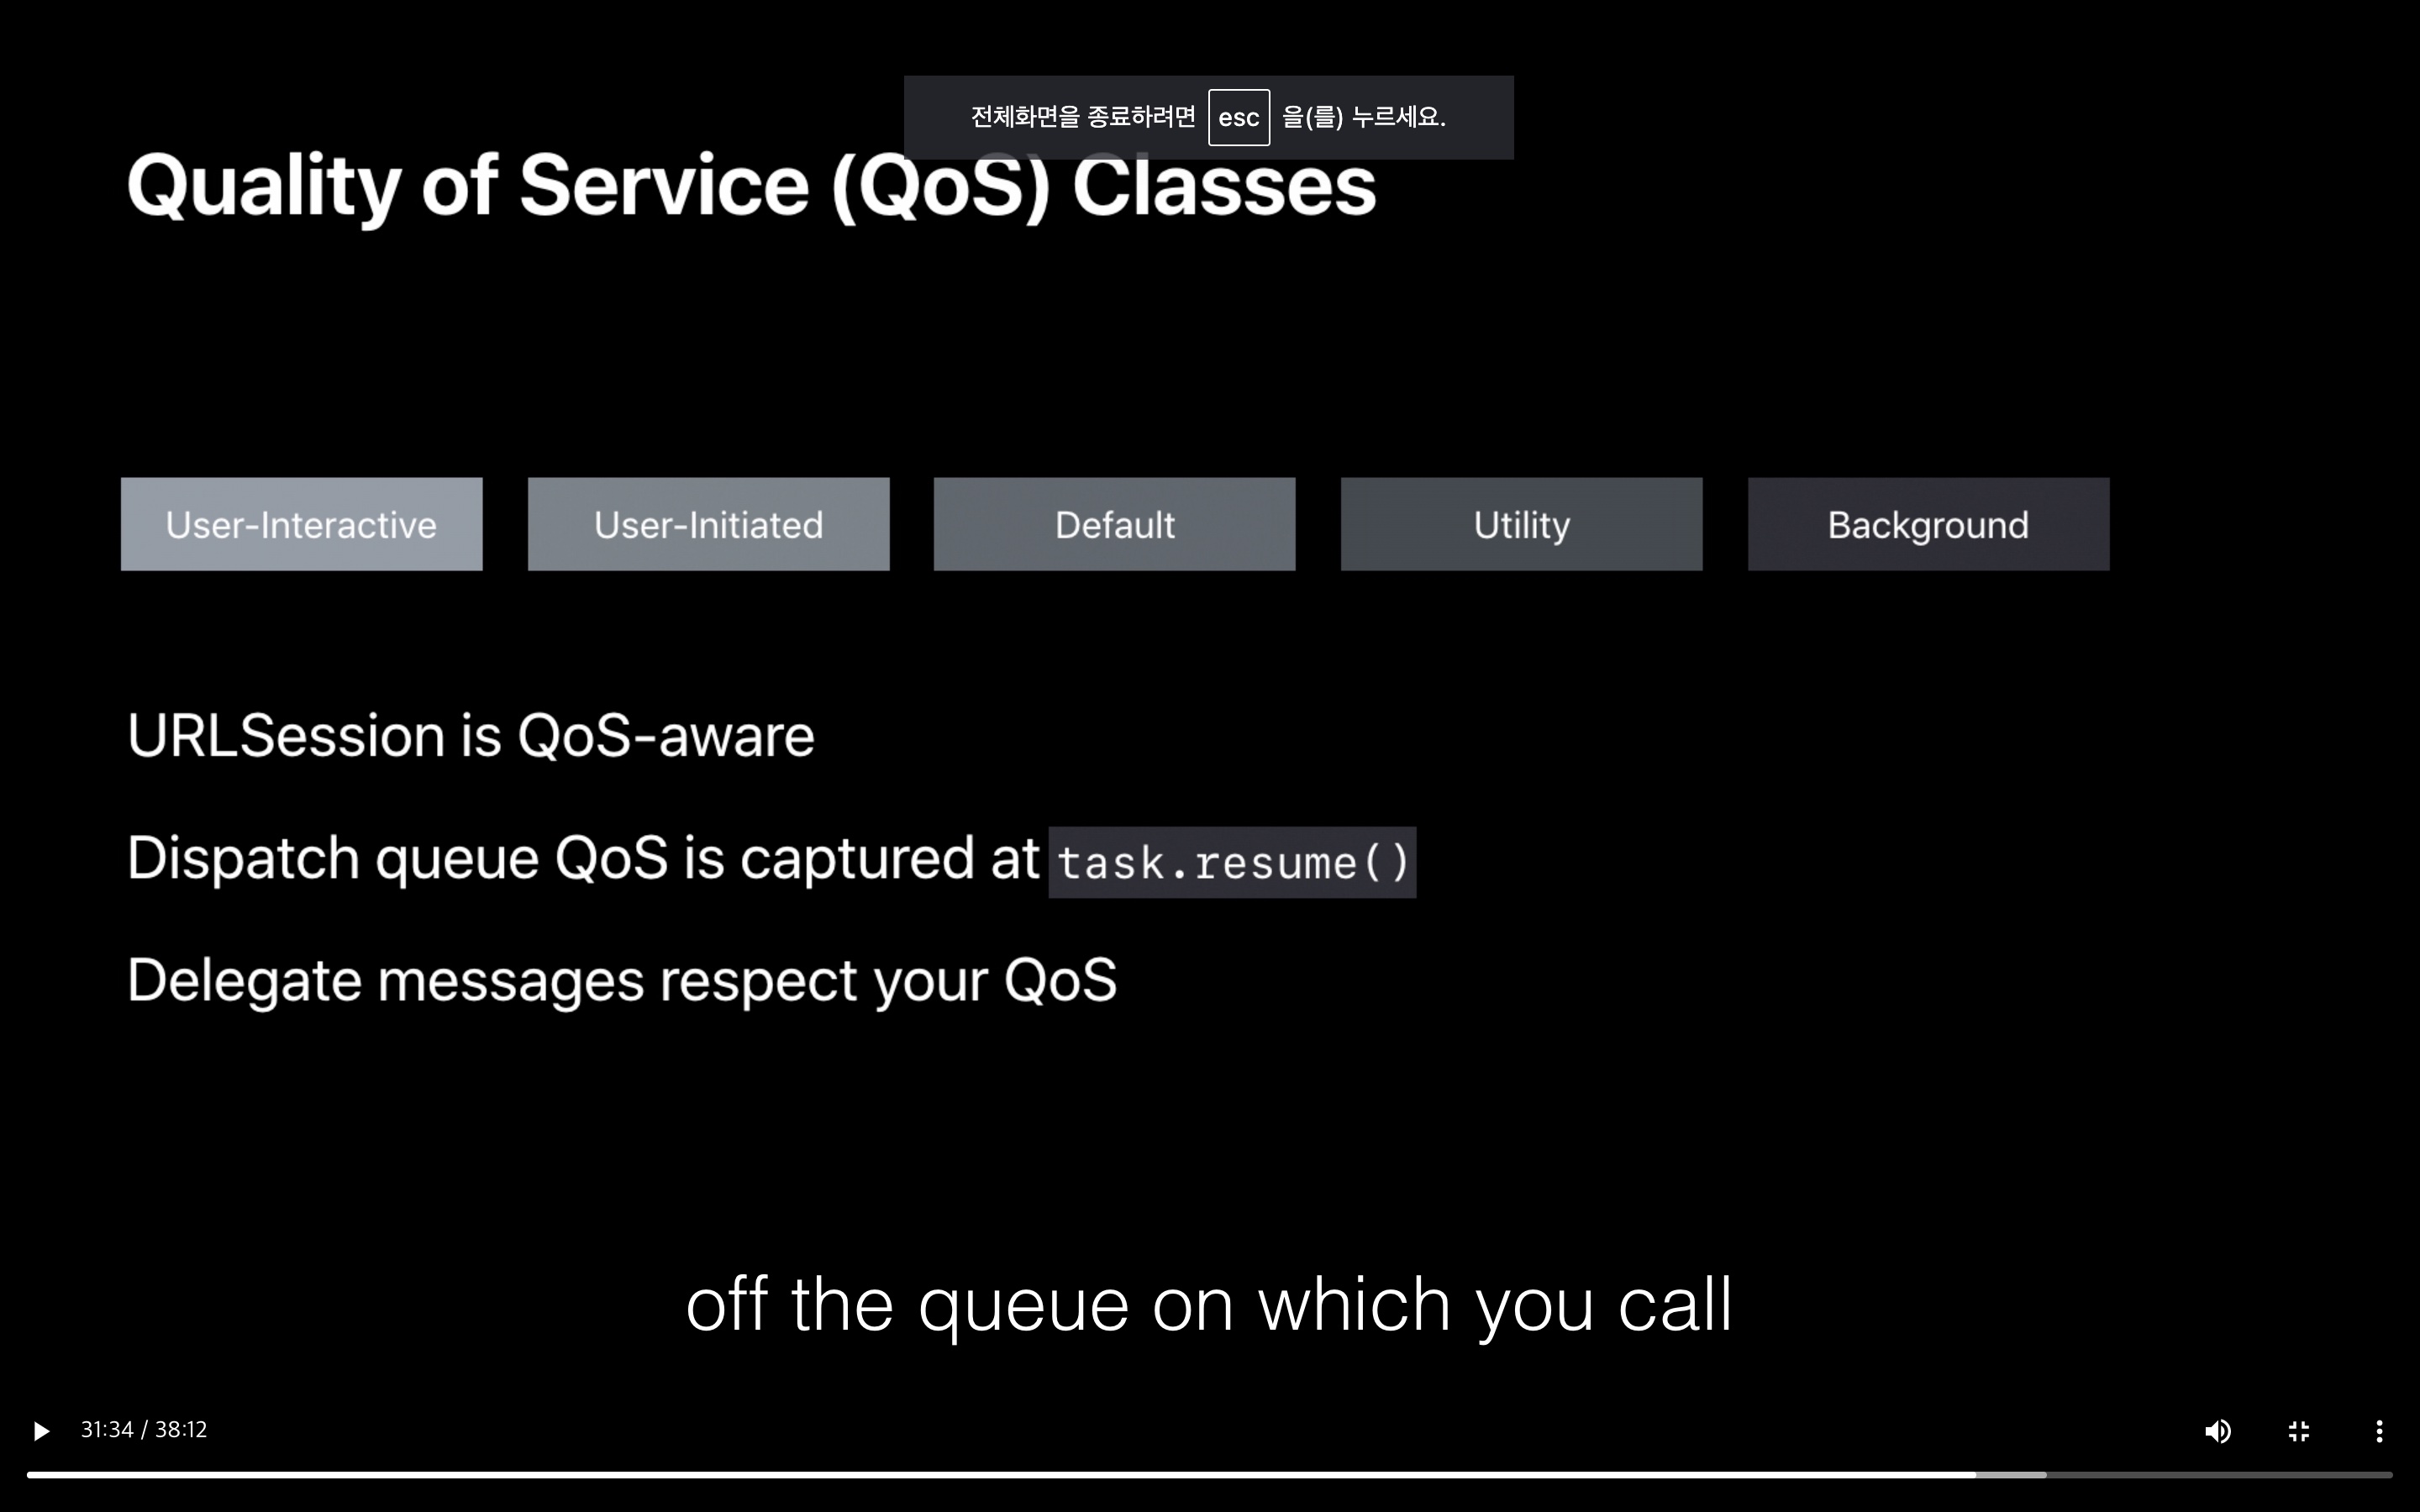 전체화면을 종료하려면 esc 을(를) 누르세요.
Quality of Service (QoS) Classes
User-Interactive
User-Initiated
Default
Utility
Background
URLSession is QoS-aware
Dispatch queue QoS is captured at task.resume()
Delegate messages respect your QoS
off the queue on which you call
31:34 / 38:12